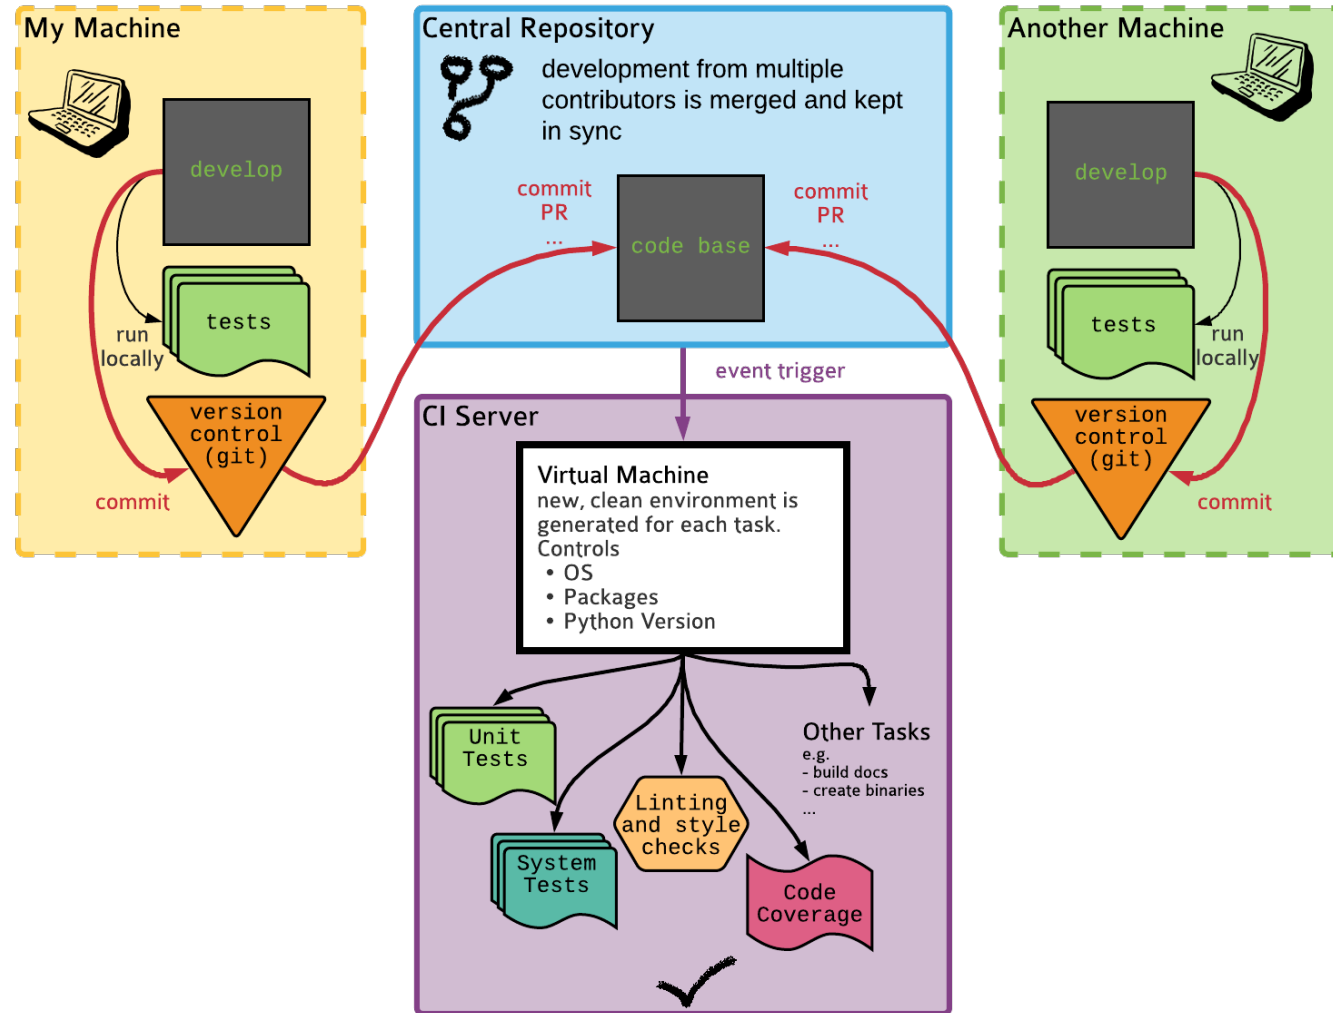 My Machine
develop
tests
run
locally
version
control
(git)
commit
Central Repository
development from multiple
contributors is merged and kept
in sync
commit
PR
...
code base
commit
PR
...
event trigger
Another Machine
develop
tests
run
locally
version
control
(git)
commit
CI Server
Virtual Machine
new, clean environment is
generated for each task.
Controls
• OS
• Packages
• Python Version
Unit
Tests
System
Tests
Linting
and style
checks
Code
Coverage
Other Tasks
e.g.
- build docs
- create binaries
...